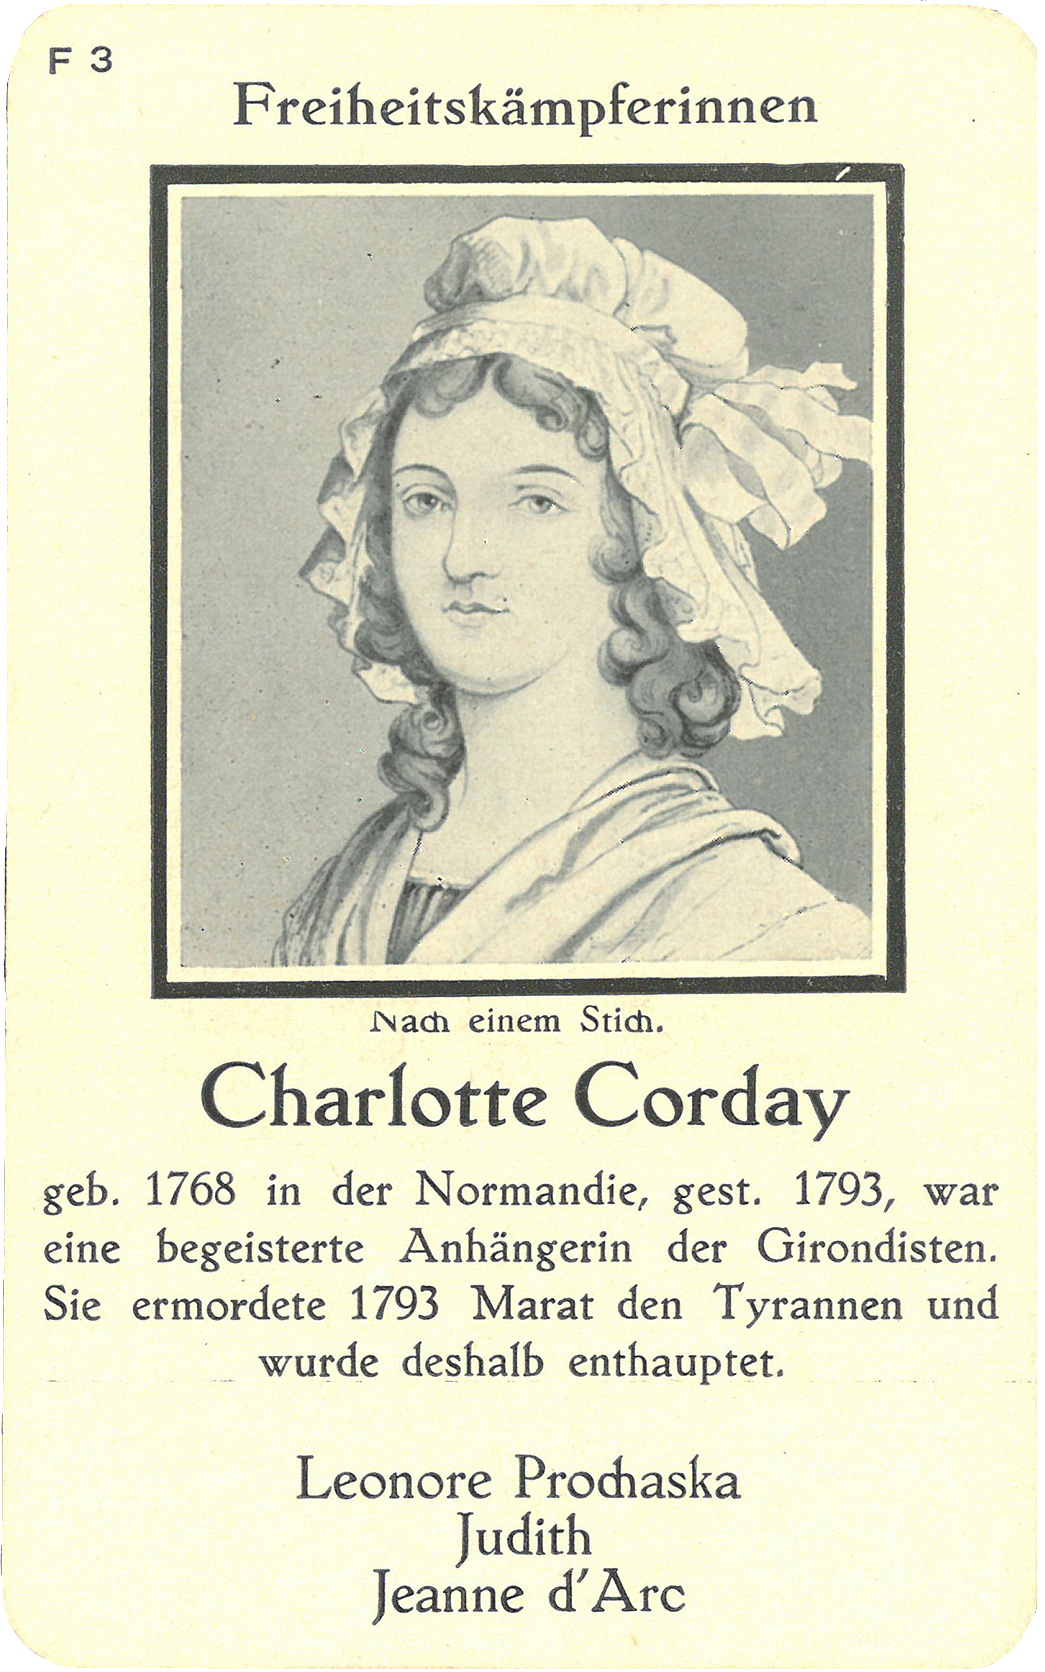 F 3
Freiheitskämpferinnen
Nach einem Stich.
Charlotte Corday
geb. 1768 in der Normandie, gest. 1793, war
eine begeisterte Anhängerin der Girondisten.
Sie ermordete 1793 Marat den Tyrannen und
wurde deshalb enthauptet.
Leonore Prochaska
Judith
Jeanne d'Arc